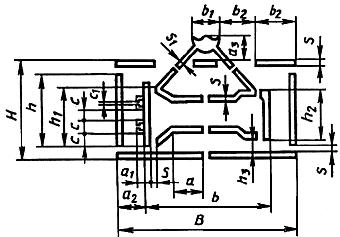 b₁ b₂ b₂
S₁ a₃ S
H h h₁ c₁ c c c S h₂
a₁ S a h₃ S
a₂ b
B